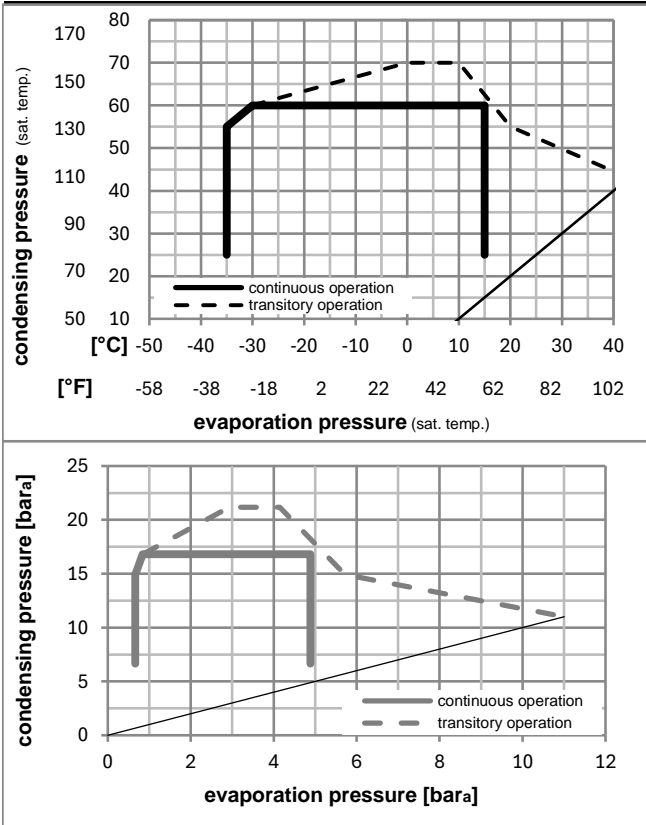 condensing pressure (sat. temp.)
170 80
70
150 60
130 50
110 40
90 30
70 20
50 10
continuous operation
transitory operation
[°C] -50 -40 -30 -20 -10 0 10 20 30 40
[°F] -58 -38 -18 2 22 42 62 82 102
evaporation pressure (sat. temp.)
condensing pressure [bara]
25
20
15
10
5
0
continuous operation
transitory operation
0 2 4 6 8 10 12
evaporation pressure [bara]